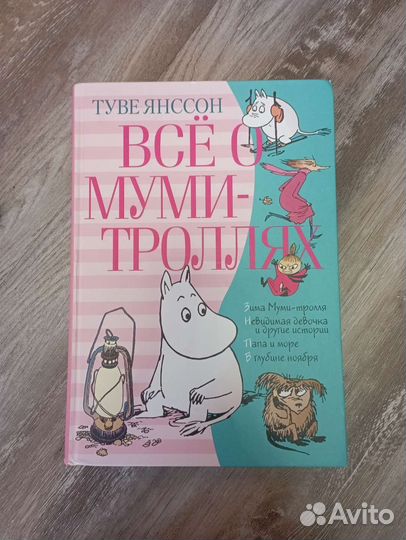 ТУВЕ ЯНССОН
ВСЁ О
МУМИ-
ТРОЛЛЯХ
Зима Муми-тролля
Невидимая девочка
и другие истории
Папа и море
В глубине ноября
Avito